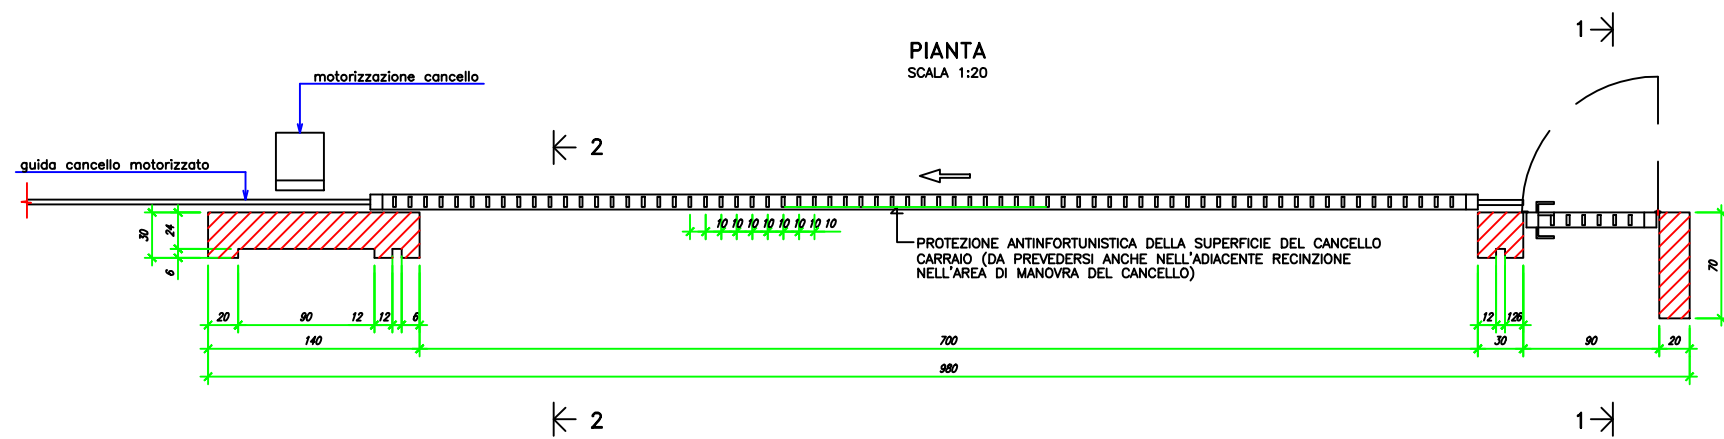 1
PIANTA
SCALA 1:20
motorizzazione cancello
2
guida cancello motorizzato
30
24
6
10 10 10 10 10 10 10 10
PROTEZIONE ANTINFORTUNISTICA DELLA SUPERFICIE DEL CANCELLO
CARRAIO (DA PREVEDERSI ANCHE NELL'ADIACENTE RECINZIONE
NELL'AREA DI MANOVRA DEL CANCELLO)
70
20 90 12 12 6
12 126
140 700 30 90 20
980
2
1